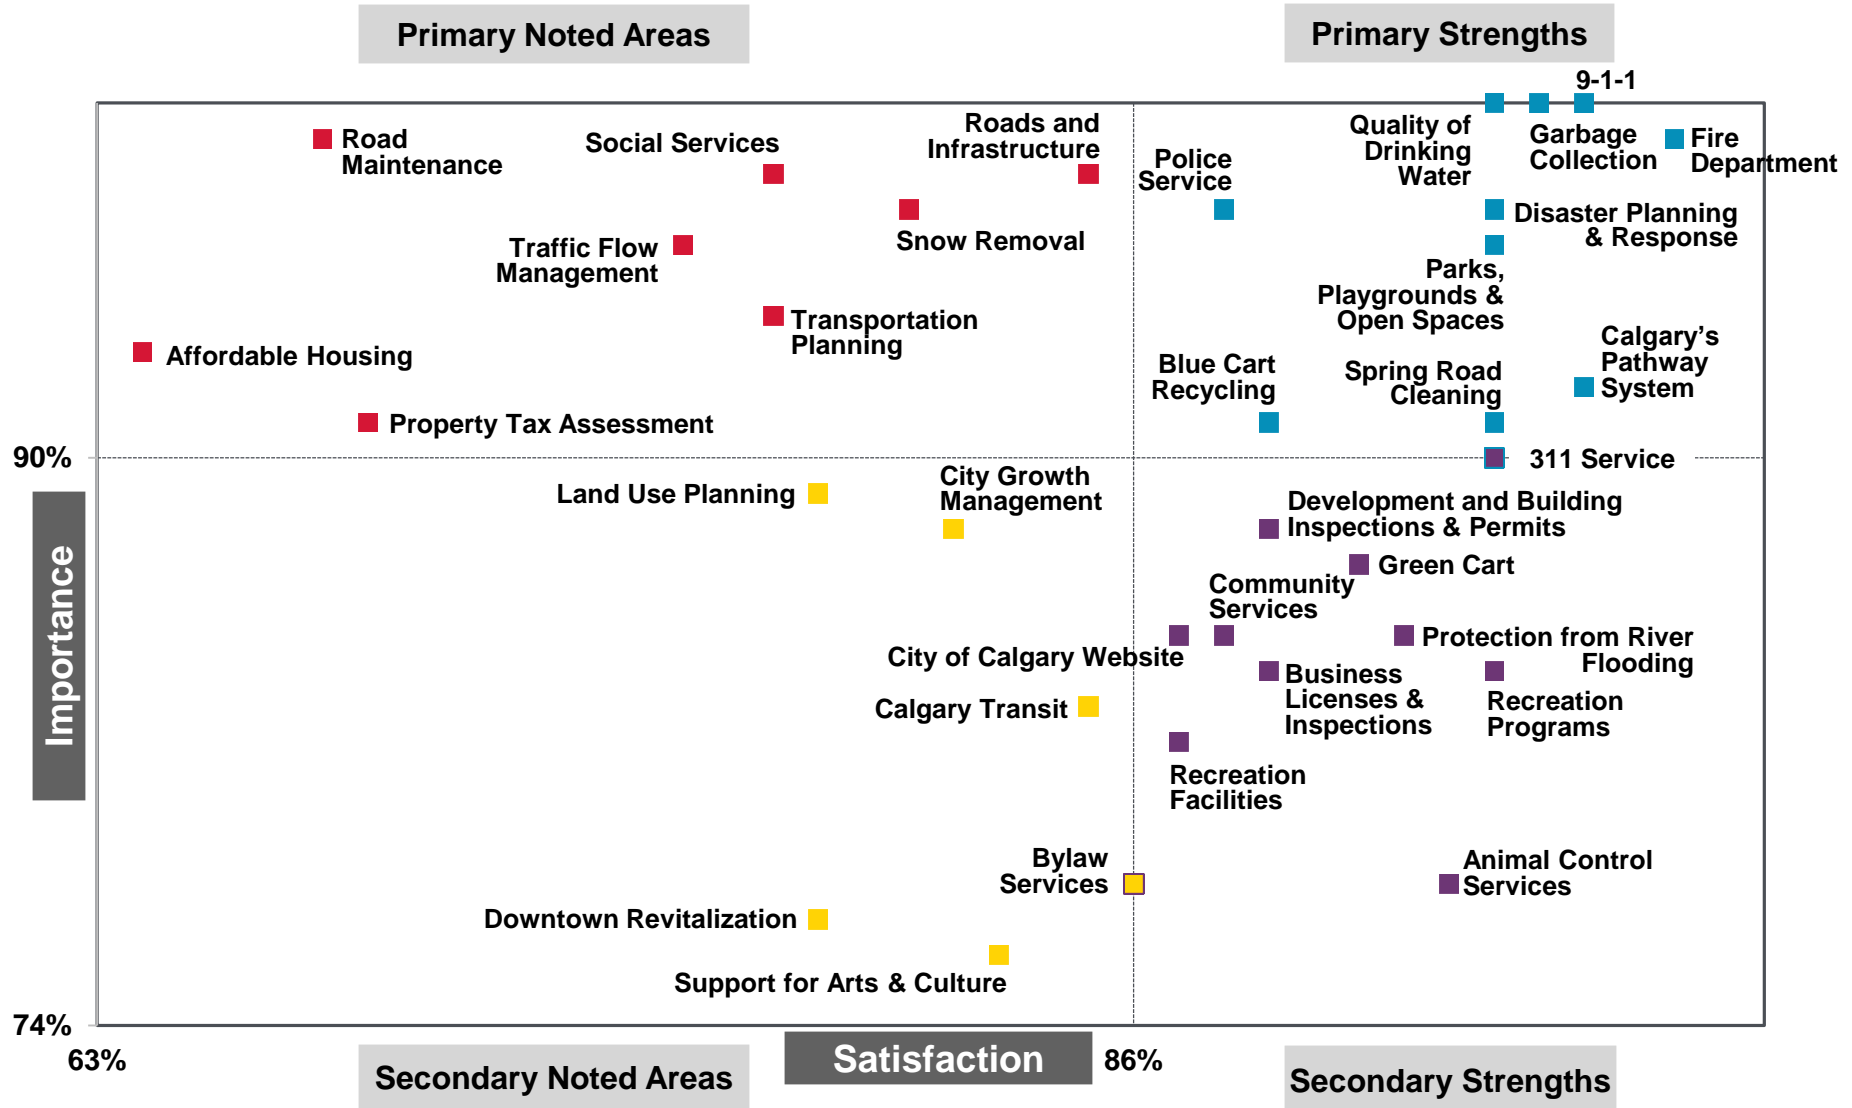 Primary Noted Areas
Primary Strengths
9-1-1
Road
Maintenance
Social Services
Roads and
Infrastructure
Police
Service
Quality of
Drinking
Water
Garbage
Collection
Fire
Department
Disaster Planning
& Response
Snow Removal
Traffic Flow
Management
Parks,
Playgrounds &
Open Spaces
Transportation
Planning
Affordable Housing
Calgary’s
Pathway
System
Blue Cart
Recycling
Spring Road
Cleaning
Property Tax Assessment
90%
311 Service
Land Use Planning
City Growth
Management
Development and Building
Inspections & Permits
Green Cart
Community
Services
Importance
City of Calgary Website
Protection from River
Flooding
Business
Licenses &
Inspections
Recreation
Programs
Calgary Transit
Recreation
Facilities
Bylaw
Services
Animal Control
Services
Downtown Revitalization
Support for Arts & Culture
74%
63%
Satisfaction
86%
Secondary Noted Areas
Secondary Strengths